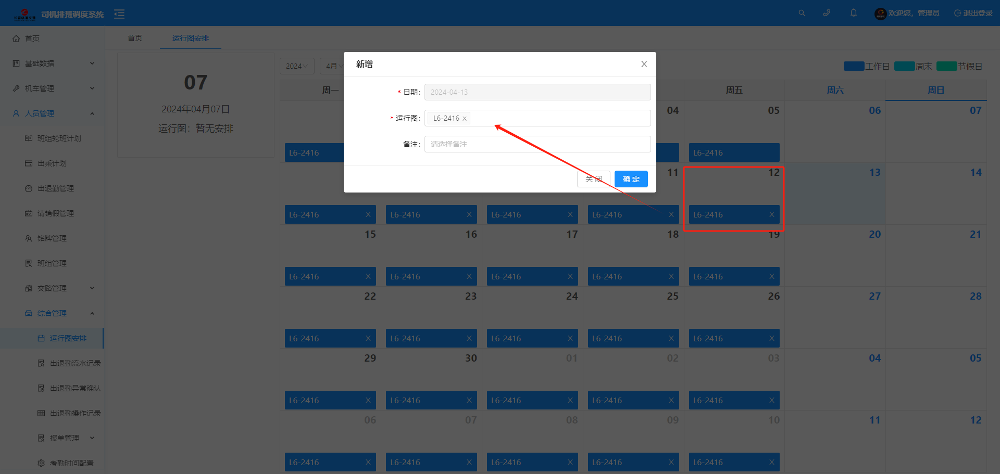 司机排班调度系统
欢迎您，管理员
退出登录
首页
基础数据
机车管理
人员管理
班组轮班计划
出乘计划
出退勤管理
请销假管理
铭牌管理
班组管理
交路管理
综合管理
运行图安排
出退勤流水记录
出退勤异常确认
出退勤操作记录
报单管理
考勤时间配置
首页
运行图安排
07
2024年04月07日
运行图：暂无安排
2024
4月
工作日
周末
节假日
新增
* 日期：
2024-04-13
* 运行图：
L6-2416
备注：
请选择备注
关 闭
确 定
周一
周五
周六
周日
04
05
06
07
L6-2416
L6-2416
11
12
13
14
L6-2416
L6-2416
L6-2416
L6-2416
L6-2416
15
16
17
18
19
20
21
L6-2416
L6-2416
L6-2416
L6-2416
L6-2416
22
23
24
25
26
27
28
L6-2416
L6-2416
L6-2416
L6-2416
L6-2416
29
30
01
02
03
04
05
L6-2416
L6-2416
L6-2416
L6-2416
L6-2416
06
07
08
09
10
11
12
L6-2416
L6-2416
L6-2416
L6-2416
L6-2416